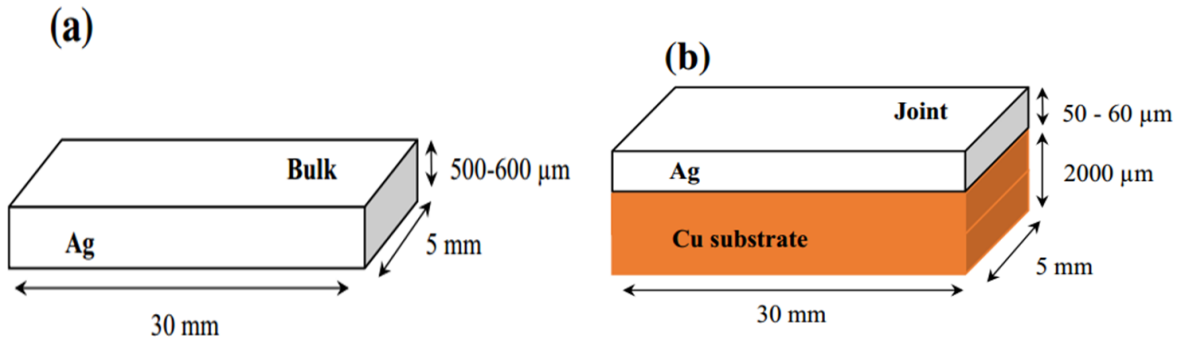 (a)
Bulk
500-600 µm
Ag
5 mm
30 mm
(b)
Joint
50 - 60 µm
Ag
2000 µm
Cu substrate
5 mm
30 mm